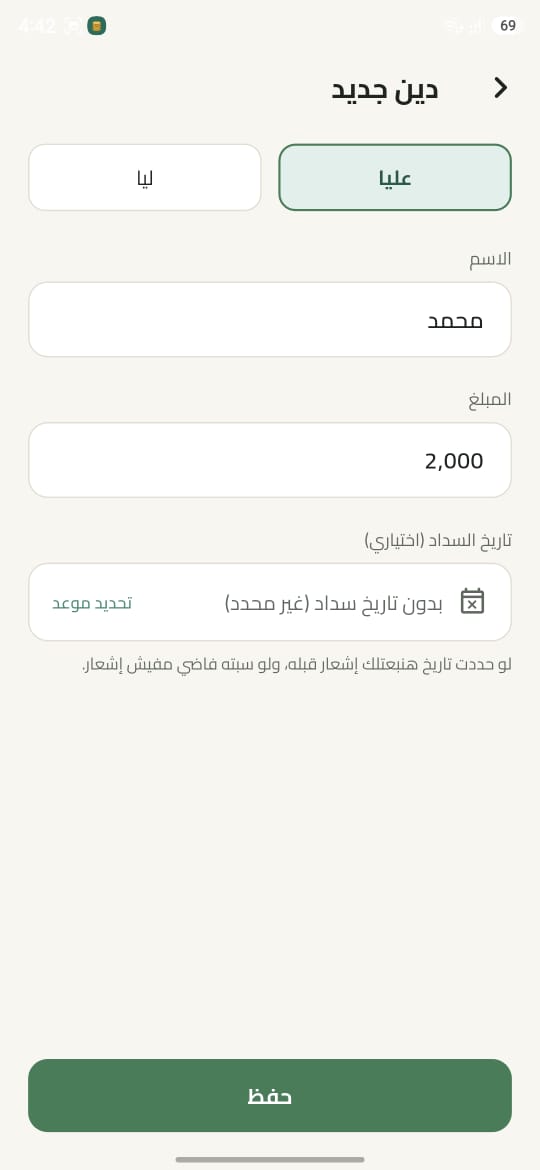 4:42
69
دين جديد
عليا
ليا
الاسم
محمد
المبلغ
2,000
تاريخ السداد (اختياري)
بدون تاريخ سداد (غير محدد)
تحديد موعد
لو حددت تاريخ هنبعتلك إشعار قبله، ولو سبته فاضي مفيش إشعار.
حفظ